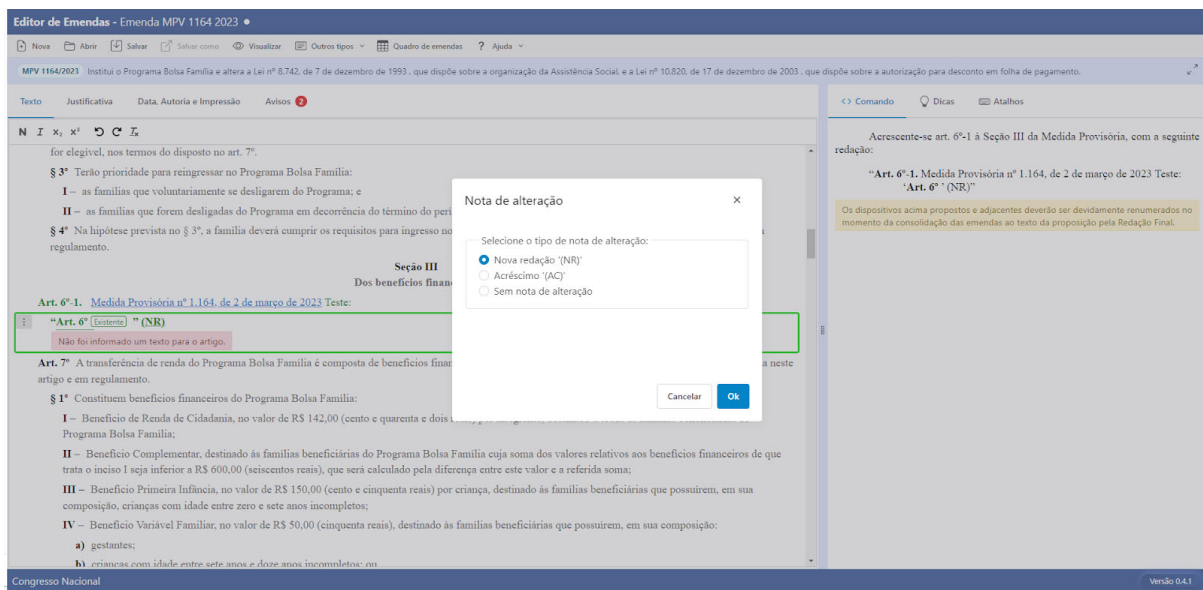 Editor de Emendas - Emenda MPV 1164 2023 ●
Nova Abrir Salvar Salvar como Visualizar Outros tipos Quadro de emendas ? Ajuda
MPV 1164/2023 Institui o Programa Bolsa Família e altera a Lei nº 8.742, de 7 de dezembro de 1993, que dispõe sobre a organização da Assistência Social, e a Lei nº 10.820, de 17 de dezembro de 2003, que dispõe sobre a autorização para desconto em folha de pagamento.
Texto Justificativa Data, Autoria e Impressão Avisos 2
<> Comando Dicas Atalhos
N I x₂ x²
for elegível, nos termos do disposto no art. 7º.
§ 3º Terão prioridade para reingressar no Programa Bolsa Família:
I – as famílias que voluntariamente se desligarem do Programa; e
II – as famílias que forem desligadas do Programa em decorrência do término do perí
§ 4º Na hipótese prevista no § 3º, a família deverá cumprir os requisitos para ingresso no
regulamento.
Seção III
Dos benefícios finan
Art. 6º-1. Medida Provisória nº 1.164, de 2 de março de 2023 Teste:
“Art. 6º Existente ” (NR)
Não foi informado um texto para o artigo.
Art. 7º A transferência de renda do Programa Bolsa Família é composta de benefícios finan a neste
artigo e em regulamento.
§ 1º Constituem benefícios financeiros do Programa Bolsa Família:
I – Benefício de Renda de Cidadania, no valor de R$ 142,00 (cento e quarenta e dois
Programa Bolsa Família;
II – Benefício Complementar, destinado às famílias beneficiárias do Programa Bolsa Família cuja soma dos valores relativos aos benefícios financeiros de que
trata o inciso I seja inferior a R$ 600,00 (seiscentos reais), que será calculado pela diferença entre este valor e a referida soma;
III – Benefício Primeira Infância, no valor de R$ 150,00 (cento e cinquenta reais) por criança, destinado às famílias beneficiárias que possuírem, em sua
composição, crianças com idade entre zero e sete anos incompletos;
IV – Benefício Variável Familiar, no valor de R$ 50,00 (cinquenta reais), destinado às famílias beneficiárias que possuírem, em sua composição:
a) gestantes;
b) crianças com idade entre sete anos e doze anos incompletos; ou
Nota de alteração ×
Selecione o tipo de nota de alteração:
Nova redação '(NR)'
Acréscimo '(AC)'
Sem nota de alteração
Cancelar Ok
Acrescente-se art. 6º-1 à Seção III da Medida Provisória, com a seguinte
redação:
“Art. 6º-1. Medida Provisória nº 1.164, de 2 de março de 2023 Teste:
‘Art. 6º ’ (NR)”
Os dispositivos acima propostos e adjacentes deverão ser devidamente renumerados no
momento da consolidação das emendas ao texto da proposição pela Redação Final.
Congresso Nacional
Versão 0.4.1